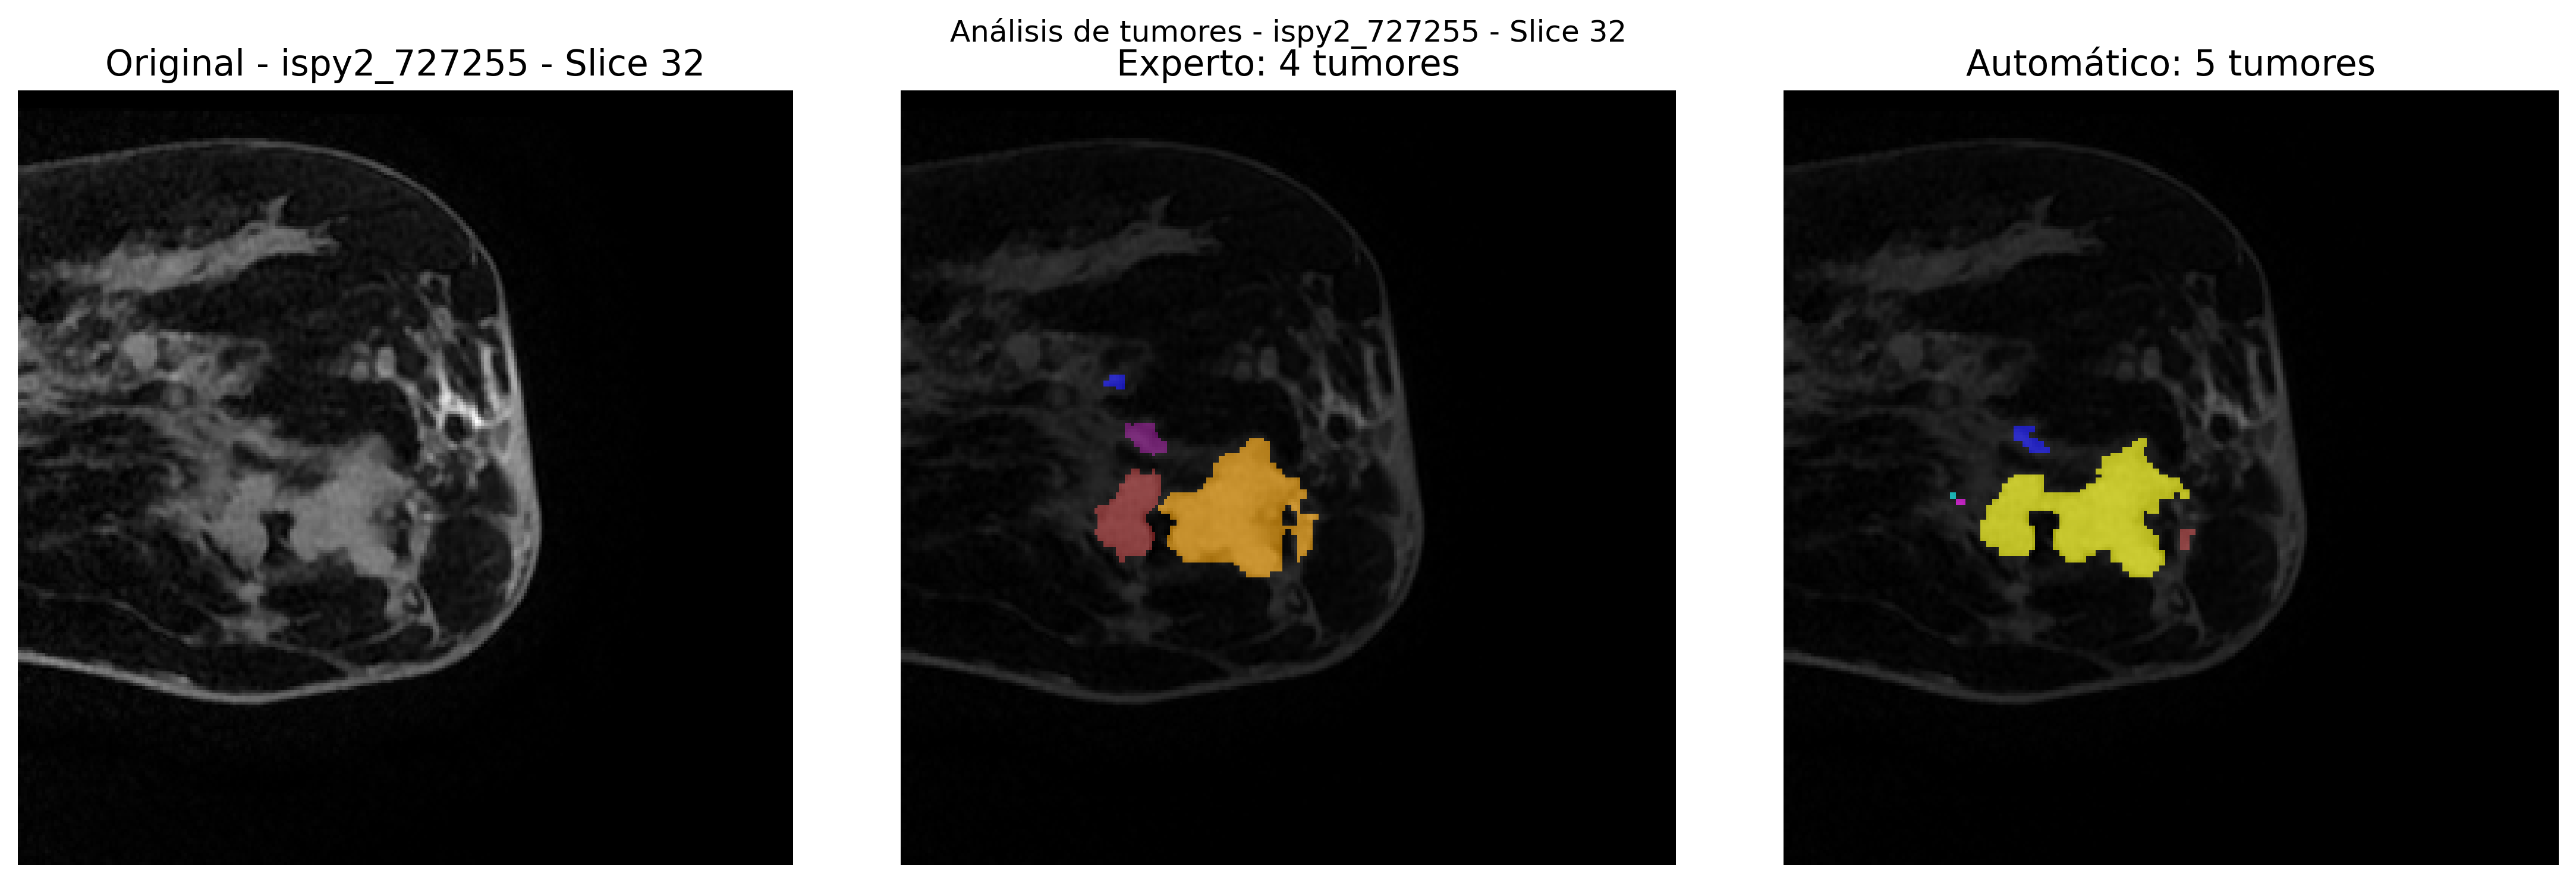 Análisis de tumores - ispy2_727255 - Slice 32
Original - ispy2_727255 - Slice 32
Experto: 4 tumores
Automático: 5 tumores